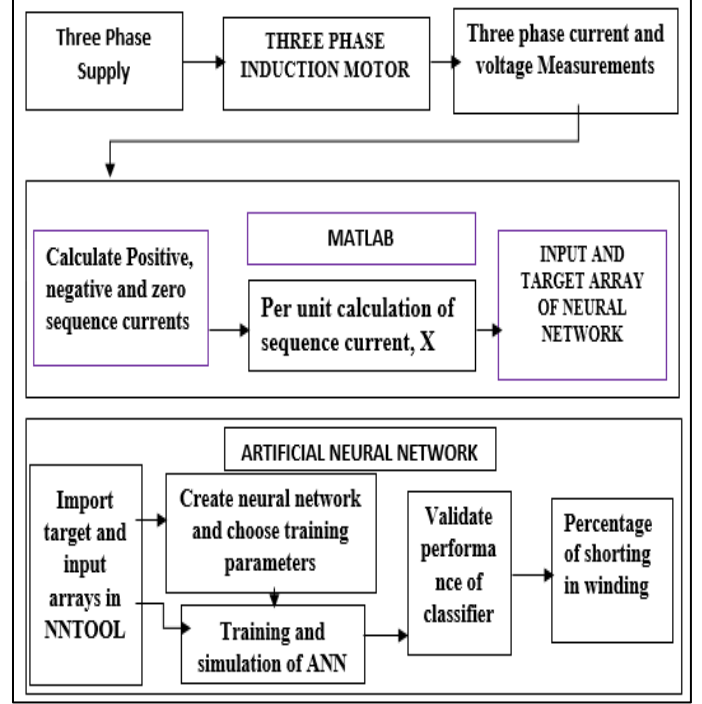 Three Phase
Supply
THREE PHASE
INDUCTION MOTOR
Three phase current and
voltage Measurements
MATLAB
Calculate Positive,
negative and zero
sequence currents
Per unit calculation of
sequence current, X
INPUT AND
TARGET ARRAY
OF NEURAL
NETWORK
ARTIFICIAL NEURAL NETWORK
Import
target and
input
arrays in
NNTOOL
Create neural network
and choose training
parameters
Training and
simulation of ANN
Validate
performa
nce of
classifier
Percentage
of shorting
in winding